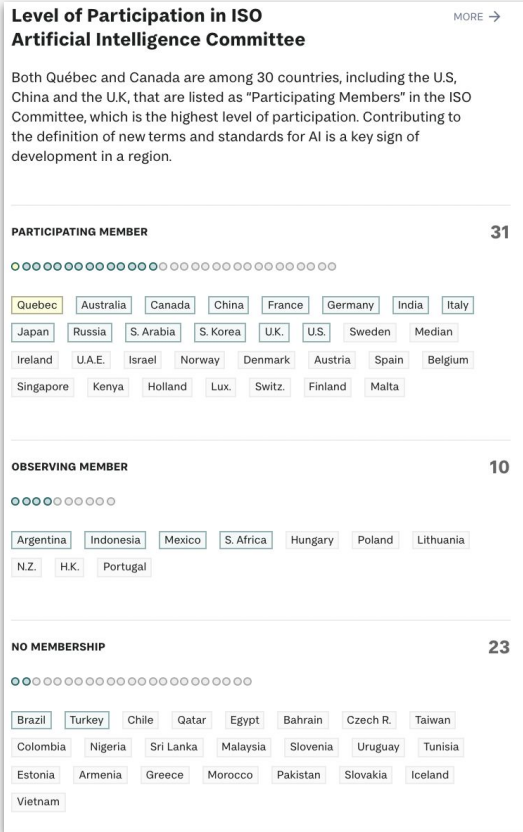 Level of Participation in ISO
Artificial Intelligence Committee
MORE →
Both Québec and Canada are among 30 countries, including the U.S,
China and the U.K, that are listed as “Participating Members” in the ISO
Committee, which is the highest level of participation. Contributing to
the definition of new terms and standards for AI is a key sign of
development in a region.
PARTICIPATING MEMBER 31
Quebec Australia Canada China France Germany India Italy
Japan Russia S. Arabia S. Korea U.K. U.S. Sweden Median
Ireland U.A.E. Israel Norway Denmark Austria Spain Belgium
Singapore Kenya Holland Lux. Switz. Finland Malta
OBSERVING MEMBER 10
Argentina Indonesia Mexico S. Africa Hungary Poland Lithuania
N.Z. H.K. Portugal
NO MEMBERSHIP 23
Brazil Turkey Chile Qatar Egypt Bahrain Czech R. Taiwan
Colombia Nigeria Sri Lanka Malaysia Slovenia Uruguay Tunisia
Estonia Armenia Greece Morocco Pakistan Slovakia Iceland
Vietnam